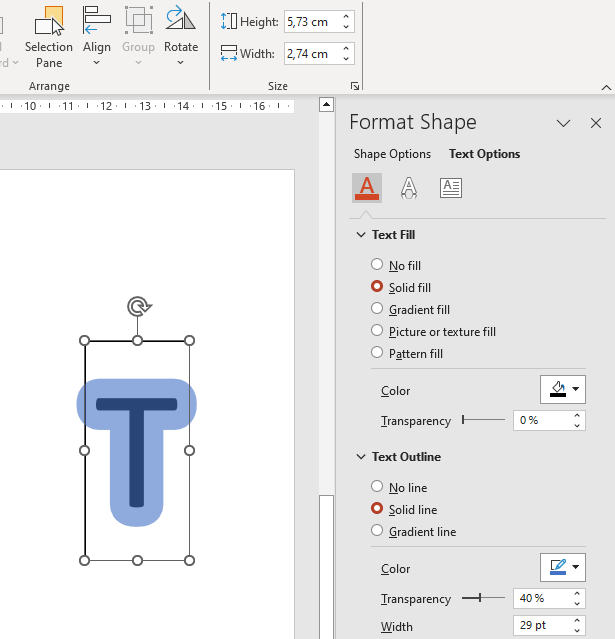 Selection
Pane
Align
Group
Rotate
Arrange
Height: 5,73 cm
Width: 2,74 cm
Size
10 11 12 13 14 15 16
Format Shape
Shape Options Text Options
A A A
Text Fill
No fill
Solid fill
Gradient fill
Picture or texture fill
Pattern fill
Color
Transparency 0 %
Text Outline
No line
Solid line
Gradient line
Color
Transparency 40 %
Width 29 pt
T